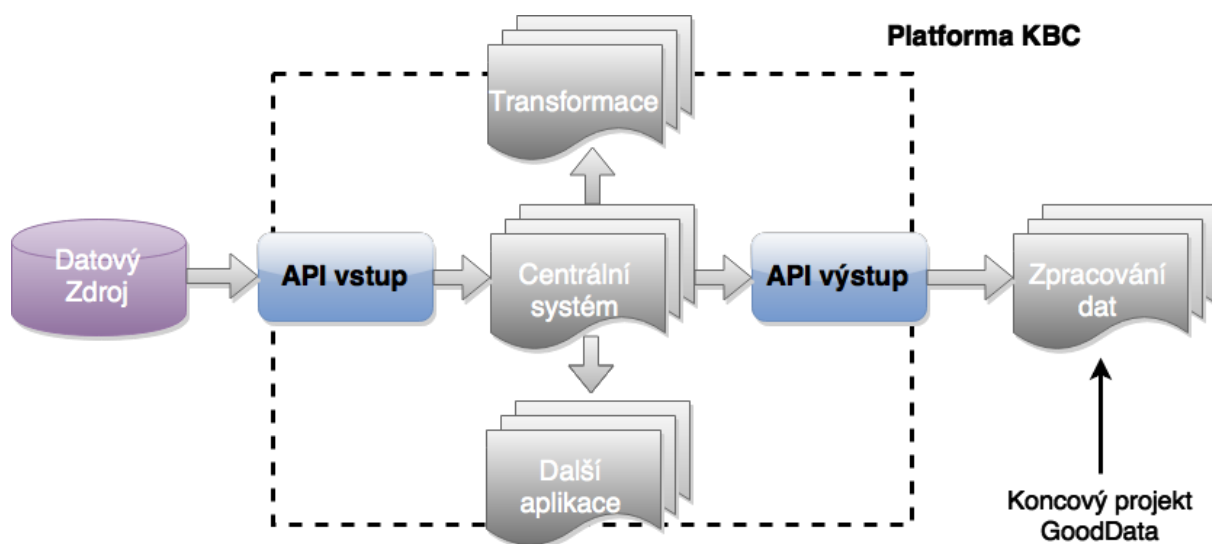 Platforma KBC
Transformace
Datový
Zdroj
API vstup
Centrální
systém
API výstup
Zpracování
dat
Další
aplikace
Koncový projekt
GoodData